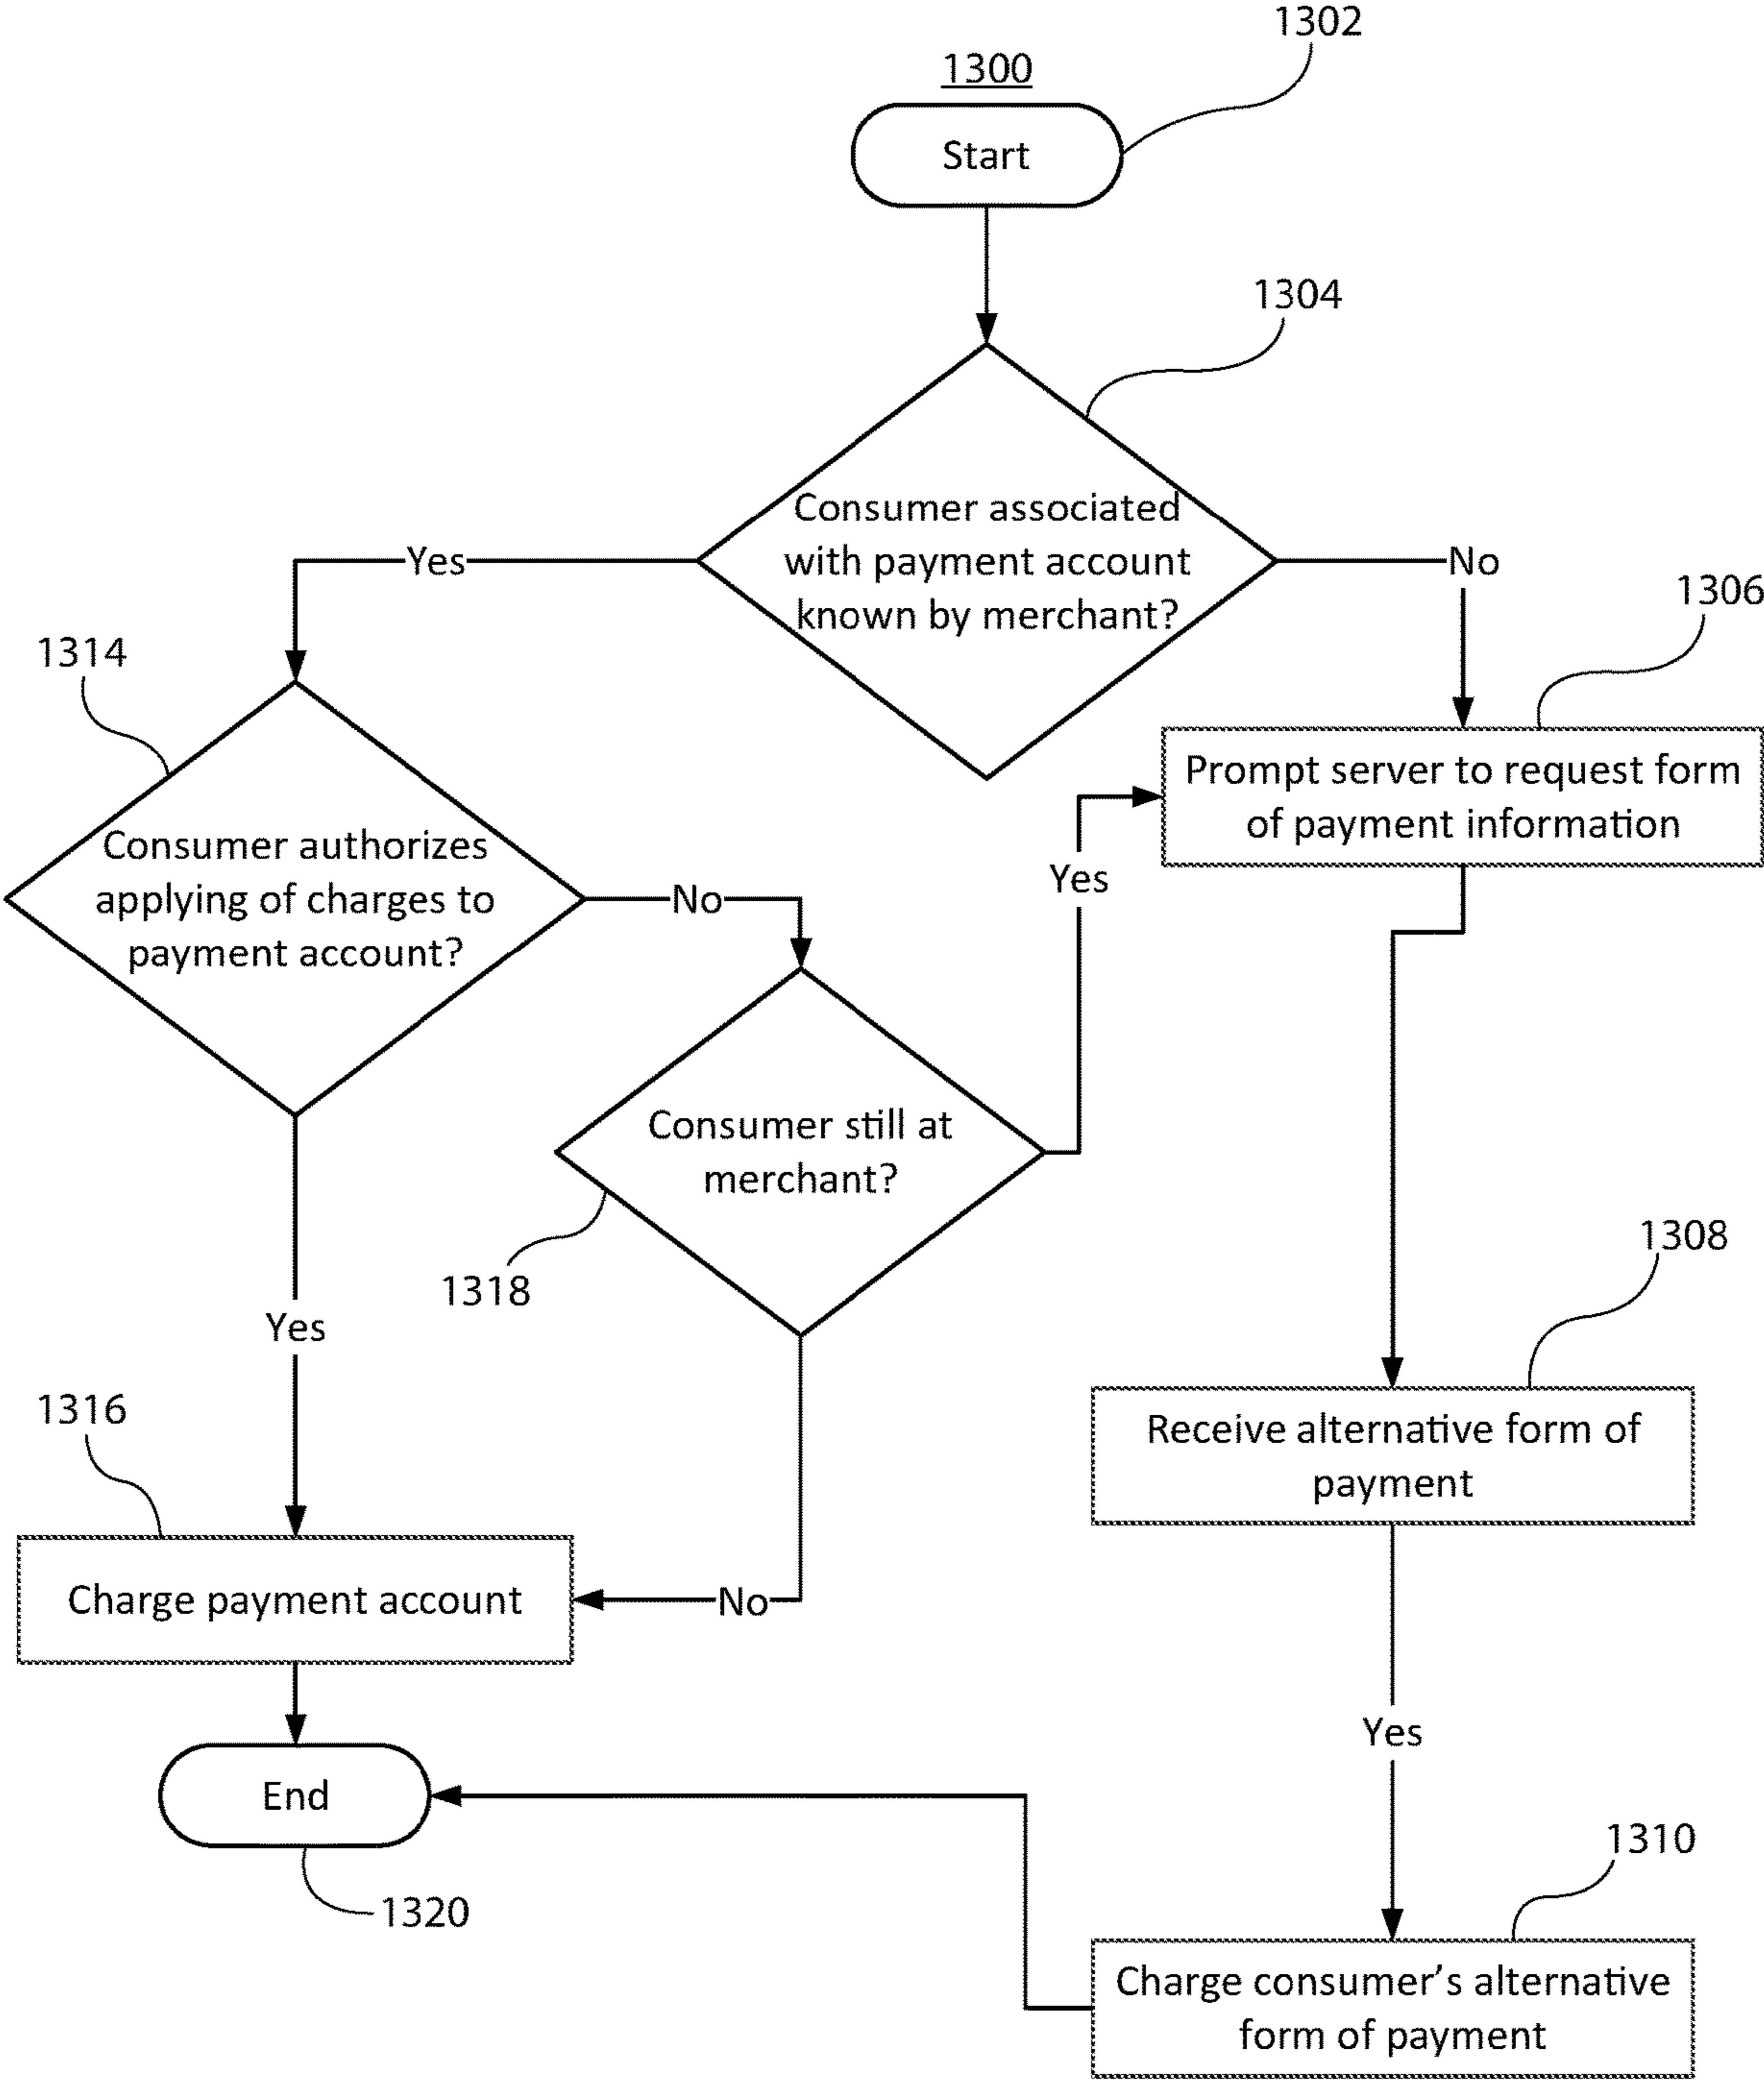 1302
1300
Start
1304
Consumer associated
with payment account
known by merchant?
Yes
No
1306
1314
Prompt server to request form
of payment information
Consumer authorizes
applying of charges to
payment account?
No
Yes
Consumer still at
merchant?
1318
1308
Yes
Receive alternative form of
payment
1316
Charge payment account
No
Yes
End
1320
1310
Charge consumer’s alternative
form of payment